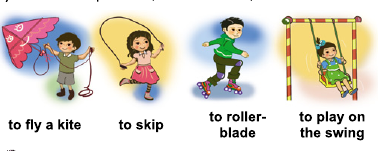 to fly a kite
to skip
to roller-
blade
to play on
the swing